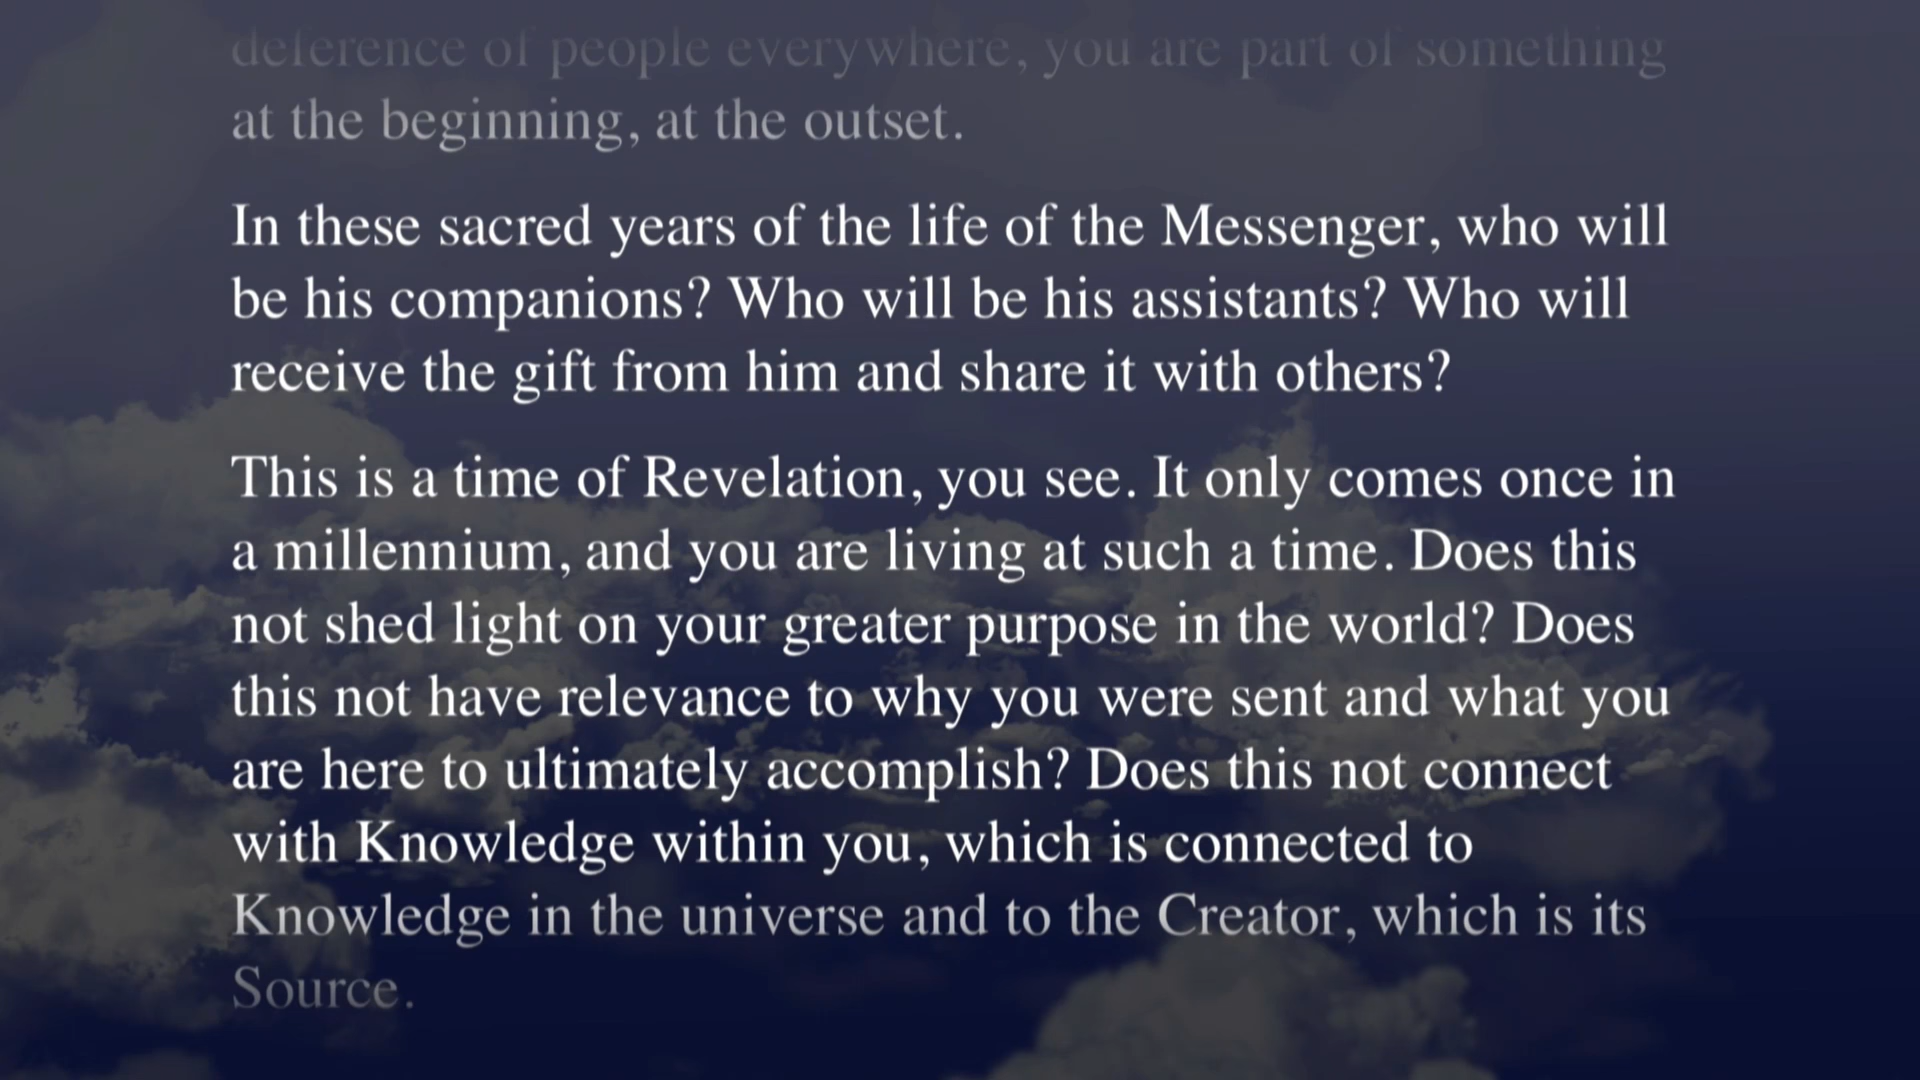 deference of people everywhere, you are part of something
at the beginning, at the outset.
In these sacred years of the life of the Messenger, who will
be his companions? Who will be his assistants? Who will
receive the gift from him and share it with others?
This is a time of Revelation, you see. It only comes once in
a millennium, and you are living at such a time. Does this
not shed light on your greater purpose in the world? Does
this not have relevance to why you were sent and what you
are here to ultimately accomplish? Does this not connect
with Knowledge within you, which is connected to
Knowledge in the universe and to the Creator, which is its
Source.